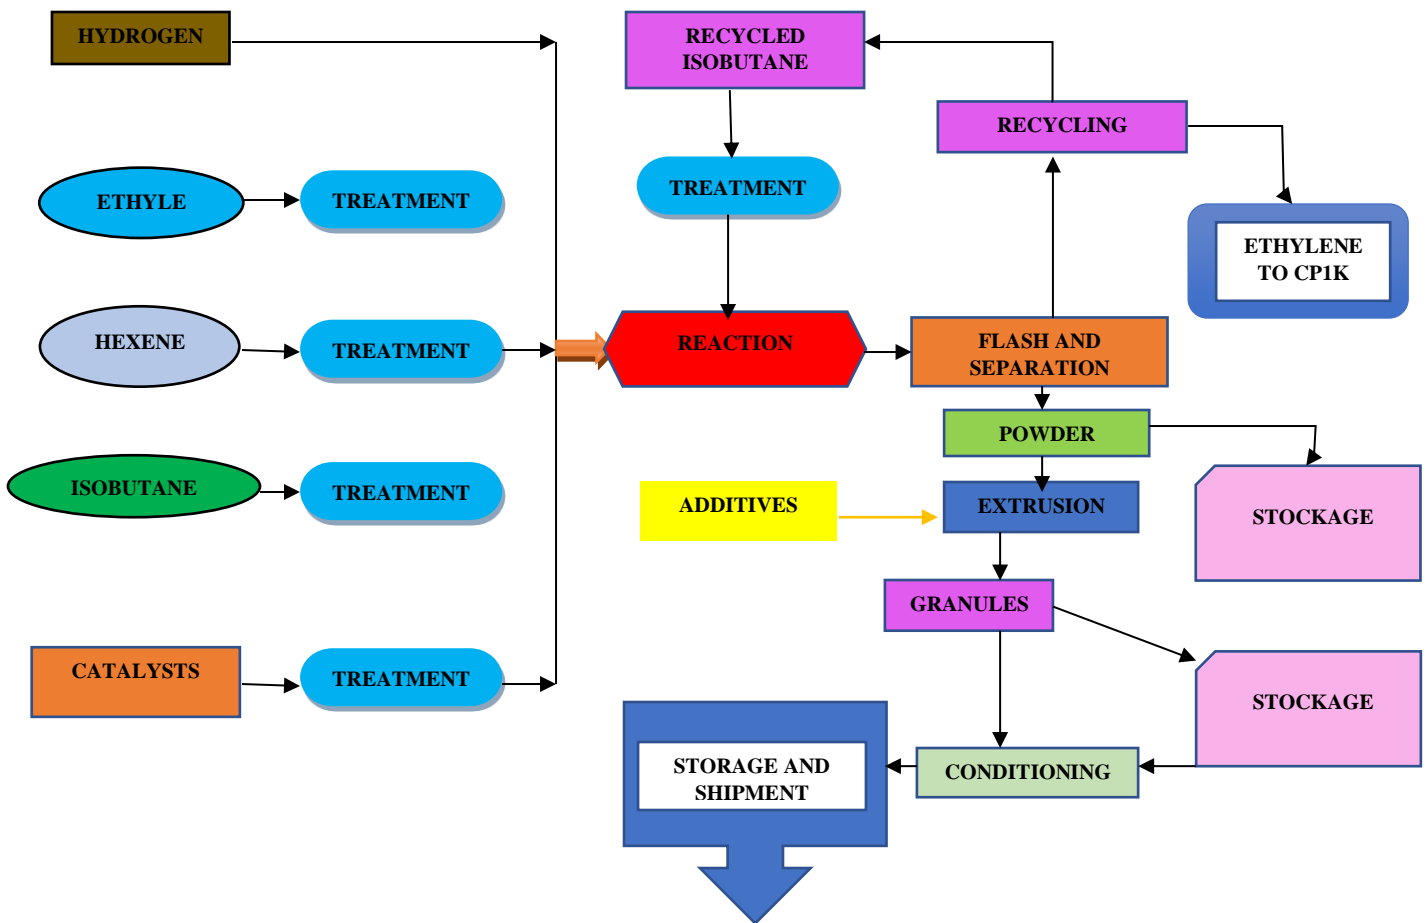 HYDROGEN
RECYCLED
ISOBUTANE
RECYCLING
ETHYLE
TREATMENT
TREATMENT
ETHYLENE
TO CP1K
HEXENE
TREATMENT
REACTION
FLASH AND
SEPARATION
POWDER
ISOBUTANE
TREATMENT
ADDITIVES
EXTRUSION
STOCKAGE
GRANULES
CATALYSTS
TREATMENT
STOCKAGE
STORAGE AND
SHIPMENT
CONDITIONING